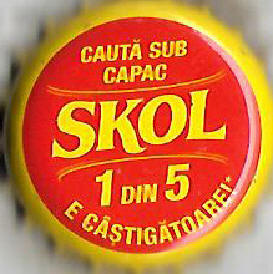 CAUTĂ SUB
CAPAC
SKOL
1 DIN 5
E CÂȘTIGĂTOARE!*